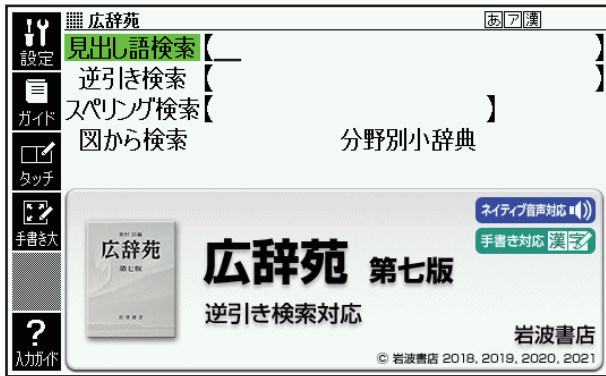 広辞苑
あ ア 漢
設定
ガイド
タッチ
手書き大
入力ガイド
見出し語検索【
】
逆引き検索【
】
スペリング検索【
】
図から検索
分野別小辞典
ネイティブ音声対応
手書き対応 漢字
広辞苑
第七版
岩波書店
広辞苑 第七版
逆引き検索対応
岩波書店
© 岩波書店 2018, 2019, 2020, 2021